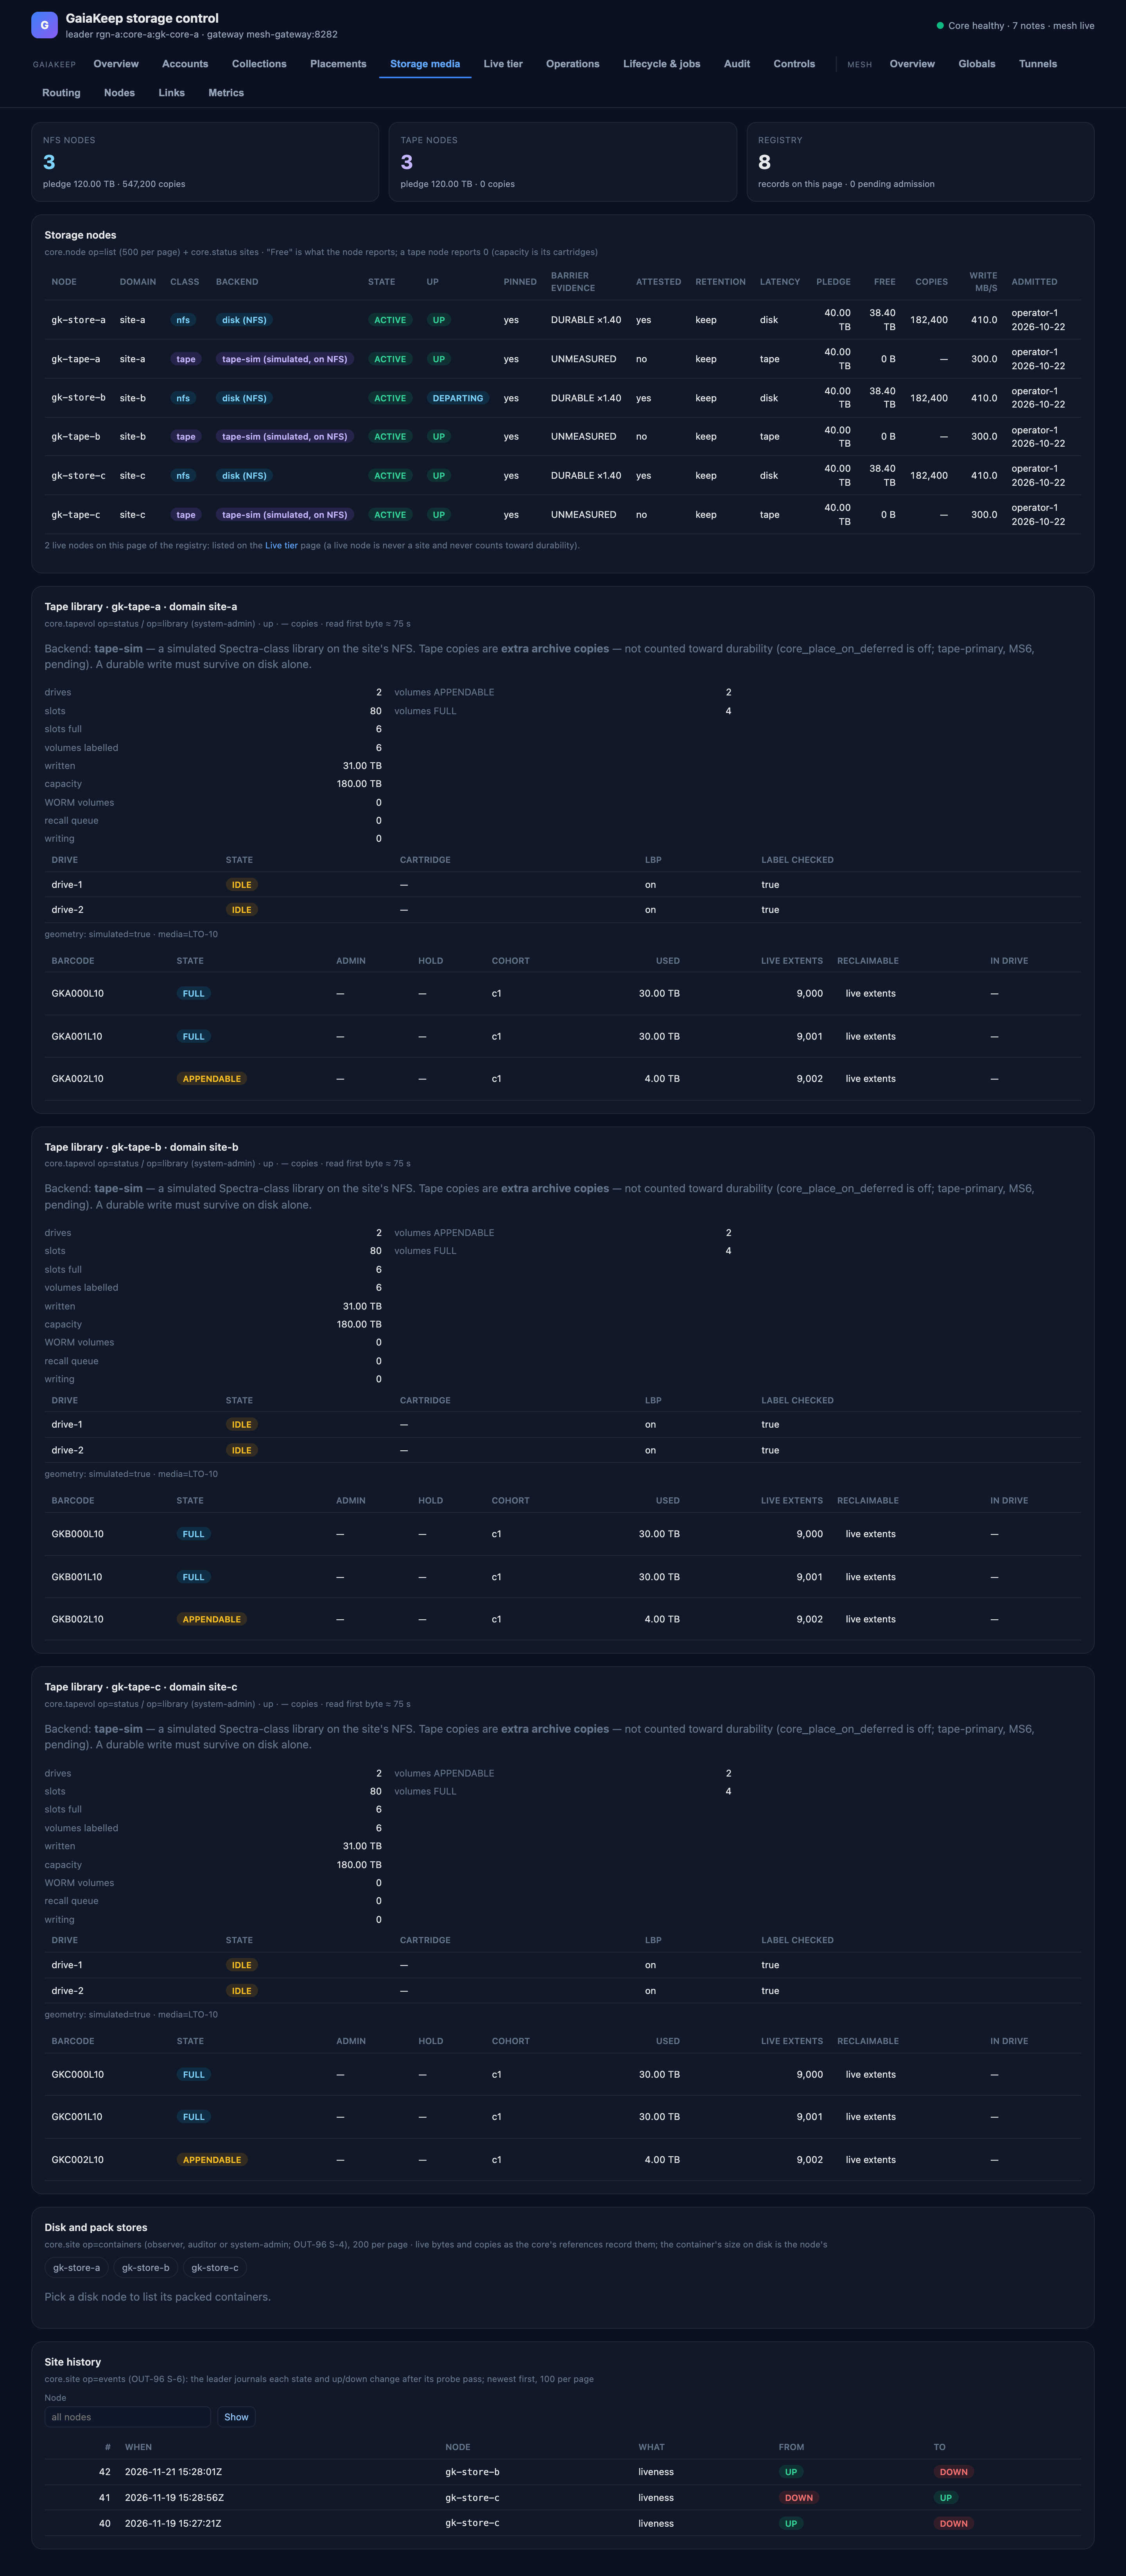 G
GaiaKeep storage control
leader rgn-a:core-a:gk-core-a · gateway mesh-gateway:8282
Core healthy · 7 notes · mesh live
GAIAKEEP Overview Accounts Collections Placements Storage media Live tier Operations Lifecycle & jobs Audit Controls MESH Overview Globals Tunnels
Routing Nodes Links Metrics
NFS NODES
3
pledge 120.00 TB · 547,200 copies
TAPE NODES
3
pledge 120.00 TB · 0 copies
REGISTRY
8
records on this page · 0 pending admission
Storage nodes
core.node op=list (500 per page) + core.status sites · "Free" is what the node reports; a tape node reports 0 (capacity is its cartridges)
NODE DOMAIN CLASS BACKEND STATE UP PINNED BARRIER EVIDENCE ATTESTED RETENTION LATENCY PLEDGE FREE COPIES WRITE MB/S ADMITTED
gk-store-a site-a nfs disk (NFS) ACTIVE UP yes DURABLE ×1.40 yes keep disk 40.00 TB 38.40 TB 182,400 410.0 operator-1 2026-10-22
gk-tape-a site-a tape tape-sim (simulated, on NFS) ACTIVE UP yes UNMEASURED no keep tape 40.00 TB 0 B — 300.0 operator-1 2026-10-22
gk-store-b site-b nfs disk (NFS) ACTIVE DEPARTING yes DURABLE ×1.40 yes keep disk 40.00 TB 38.40 TB 182,400 410.0 operator-1 2026-10-22
gk-tape-b site-b tape tape-sim (simulated, on NFS) ACTIVE UP yes UNMEASURED no keep tape 40.00 TB 0 B — 300.0 operator-1 2026-10-22
gk-store-c site-c nfs disk (NFS) ACTIVE UP yes DURABLE ×1.40 yes keep disk 40.00 TB 38.40 TB 182,400 410.0 operator-1 2026-10-22
gk-tape-c site-c tape tape-sim (simulated, on NFS) ACTIVE UP yes UNMEASURED no keep tape 40.00 TB 0 B — 300.0 operator-1 2026-10-22
2 live nodes on this page of the registry: listed on the Live tier page (a live node is never a site and never counts toward durability).
Tape library · gk-tape-a · domain site-a
core.tapevol op=status / op=library (system-admin) · up · — copies · read first byte ≈ 75 s
Backend: tape-sim — a simulated Spectra-class library on the site's NFS. Tape copies are extra archive copies — not counted toward durability (core_place_on_deferred is off; tape-primary, MS6,
pending). A durable write must survive on disk alone.
drives 2 volumes APPENDABLE 2
slots 80 volumes FULL 4
slots full 6
volumes labelled 6
written 31.00 TB
capacity 180.00 TB
WORM volumes 0
recall queue 0
writing 0
DRIVE STATE CARTRIDGE LBP LABEL CHECKED
drive-1 IDLE — on true
drive-2 IDLE — on true
geometry: simulated=true · media=LTO-10
BARCODE STATE ADMIN HOLD COHORT USED LIVE EXTENTS RECLAIMABLE IN DRIVE
GKA000L10 FULL — — c1 30.00 TB 9,000 live extents —
GKA001L10 FULL — — c1 30.00 TB 9,001 live extents —
GKA002L10 APPENDABLE — — c1 4.00 TB 9,002 live extents —
Tape library · gk-tape-b · domain site-b
core.tapevol op=status / op=library (system-admin) · up · — copies · read first byte ≈ 75 s
Backend: tape-sim — a simulated Spectra-class library on the site's NFS. Tape copies are extra archive copies — not counted toward durability (core_place_on_deferred is off; tape-primary, MS6,
pending). A durable write must survive on disk alone.
drives 2 volumes APPENDABLE 2
slots 80 volumes FULL 4
slots full 6
volumes labelled 6
written 31.00 TB
capacity 180.00 TB
WORM volumes 0
recall queue 0
writing 0
DRIVE STATE CARTRIDGE LBP LABEL CHECKED
drive-1 IDLE — on true
drive-2 IDLE — on true
geometry: simulated=true · media=LTO-10
BARCODE STATE ADMIN HOLD COHORT USED LIVE EXTENTS RECLAIMABLE IN DRIVE
GKB000L10 FULL — — c1 30.00 TB 9,000 live extents —
GKB001L10 FULL — — c1 30.00 TB 9,001 live extents —
GKB002L10 APPENDABLE — — c1 4.00 TB 9,002 live extents —
Tape library · gk-tape-c · domain site-c
core.tapevol op=status / op=library (system-admin) · up · — copies · read first byte ≈ 75 s
Backend: tape-sim — a simulated Spectra-class library on the site's NFS. Tape copies are extra archive copies — not counted toward durability (core_place_on_deferred is off; tape-primary, MS6,
pending). A durable write must survive on disk alone.
drives 2 volumes APPENDABLE 2
slots 80 volumes FULL 4
slots full 6
volumes labelled 6
written 31.00 TB
capacity 180.00 TB
WORM volumes 0
recall queue 0
writing 0
DRIVE STATE CARTRIDGE LBP LABEL CHECKED
drive-1 IDLE — on true
drive-2 IDLE — on true
geometry: simulated=true · media=LTO-10
BARCODE STATE ADMIN HOLD COHORT USED LIVE EXTENTS RECLAIMABLE IN DRIVE
GKC000L10 FULL — — c1 30.00 TB 9,000 live extents —
GKC001L10 FULL — — c1 30.00 TB 9,001 live extents —
GKC002L10 APPENDABLE — — c1 4.00 TB 9,002 live extents —
Disk and pack stores
core.site op=containers (observer, auditor or system-admin; OUT-96 S-4), 200 per page · live bytes and copies as the core's references record them; the container's size on disk is the node's
gk-store-a gk-store-b gk-store-c
Pick a disk node to list its packed containers.
Site history
core.site op=events (OUT-96 S-6): the leader journals each state and up/down change after its probe pass; newest first, 100 per page
Node
all nodes Show
# WHEN NODE WHAT FROM TO
42 2026-11-21 15:28:01Z gk-store-b liveness UP DOWN
41 2026-11-19 15:28:56Z gk-store-c liveness DOWN UP
40 2026-11-19 15:27:21Z gk-store-c liveness UP DOWN